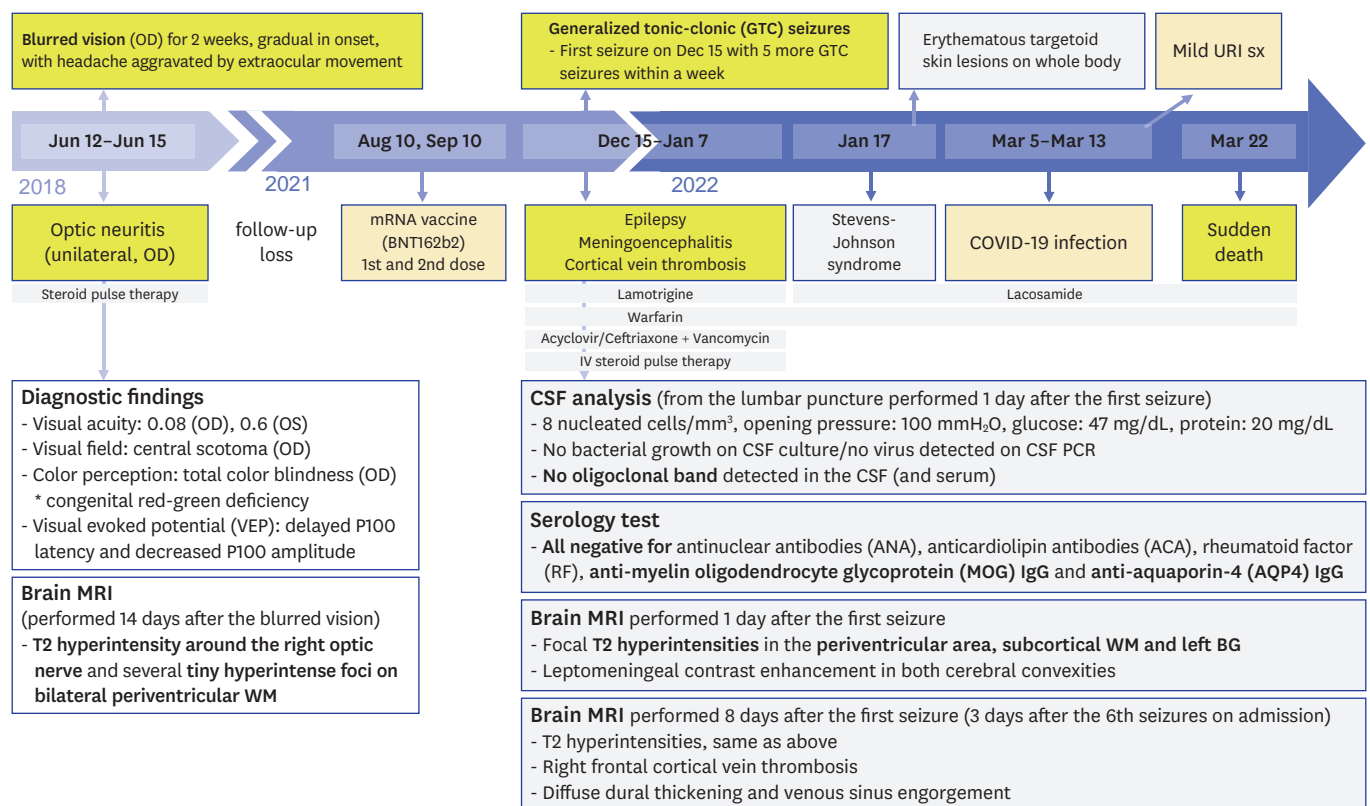 Blurred vision (OD) for 2 weeks, gradual in onset,
with headache aggravated by extraocular movement
Generalized tonic-clonic (GTC) seizures
- First seizure on Dec 15 with 5 more GTC
seizures within a week
Erythematous targetoid
skin lesions on whole body
Mild URI sx
Jun 12–Jun 15
Aug 10, Sep 10
Dec 15–Jan 7
Jan 17
Mar 5–Mar 13
Mar 22
2018
2021
2022
Optic neuritis
(unilateral, OD)
follow-up
loss
mRNA vaccine
(BNT162b2)
1st and 2nd dose
Epilepsy
Meningoencephalitis
Cortical vein thrombosis
Stevens-
Johnson
syndrome
COVID-19 infection
Sudden
death
Steroid pulse therapy
Lamotrigine
Lacosamide
Warfarin
Acyclovir/Ceftriaxone + Vancomycin
IV steroid pulse therapy
Diagnostic findings
- Visual acuity: 0.08 (OD), 0.6 (OS)
- Visual field: central scotoma (OD)
- Color perception: total color blindness (OD)
* congenital red-green deficiency
- Visual evoked potential (VEP): delayed P100
latency and decreased P100 amplitude
Brain MRI
(performed 14 days after the blurred vision)
- T2 hyperintensity around the right optic
nerve and several tiny hyperintense foci on
bilateral periventricular WM
CSF analysis (from the lumbar puncture performed 1 day after the first seizure)
- 8 nucleated cells/mm³, opening pressure: 100 mmH₂O, glucose: 47 mg/dL, protein: 20 mg/dL
- No bacterial growth on CSF culture/no virus detected on CSF PCR
- No oligoclonal band detected in the CSF (and serum)
Serology test
- All negative for antinuclear antibodies (ANA), anticardiolipin antibodies (ACA), rheumatoid factor
(RF), anti-myelin oligodendrocyte glycoprotein (MOG) IgG and anti-aquaporin-4 (AQP4) IgG
Brain MRI performed 1 day after the first seizure
- Focal T2 hyperintensities in the periventricular area, subcortical WM and left BG
- Leptomeningeal contrast enhancement in both cerebral convexities
Brain MRI performed 8 days after the first seizure (3 days after the 6th seizures on admission)
- T2 hyperintensities, same as above
- Right frontal cortical vein thrombosis
- Diffuse dural thickening and venous sinus engorgement